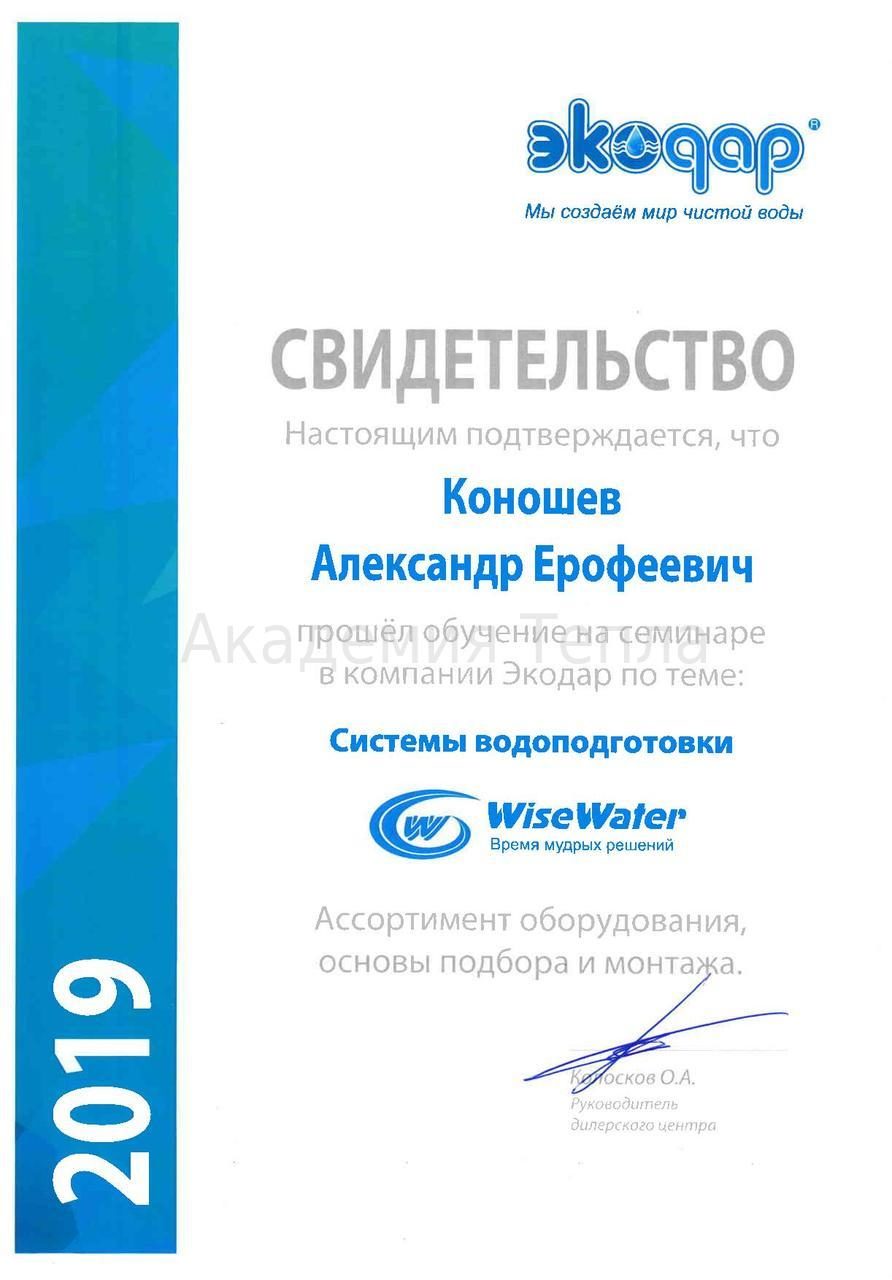 экодар®
Мы создаём мир чистой воды
СВИДЕТЕЛЬСТВО
Настоящим подтверждается, что
Коношев
Александр Ерофеевич
прошёл обучение на семинаре
Академия Тепла
в компании Экодар по теме:
Системы водоподготовки
WiseWater
Время мудрых решений
Ассортимент оборудования,
основы подбора и монтажа.
Колосков О.А.
Руководитель
дилерского центра
2019